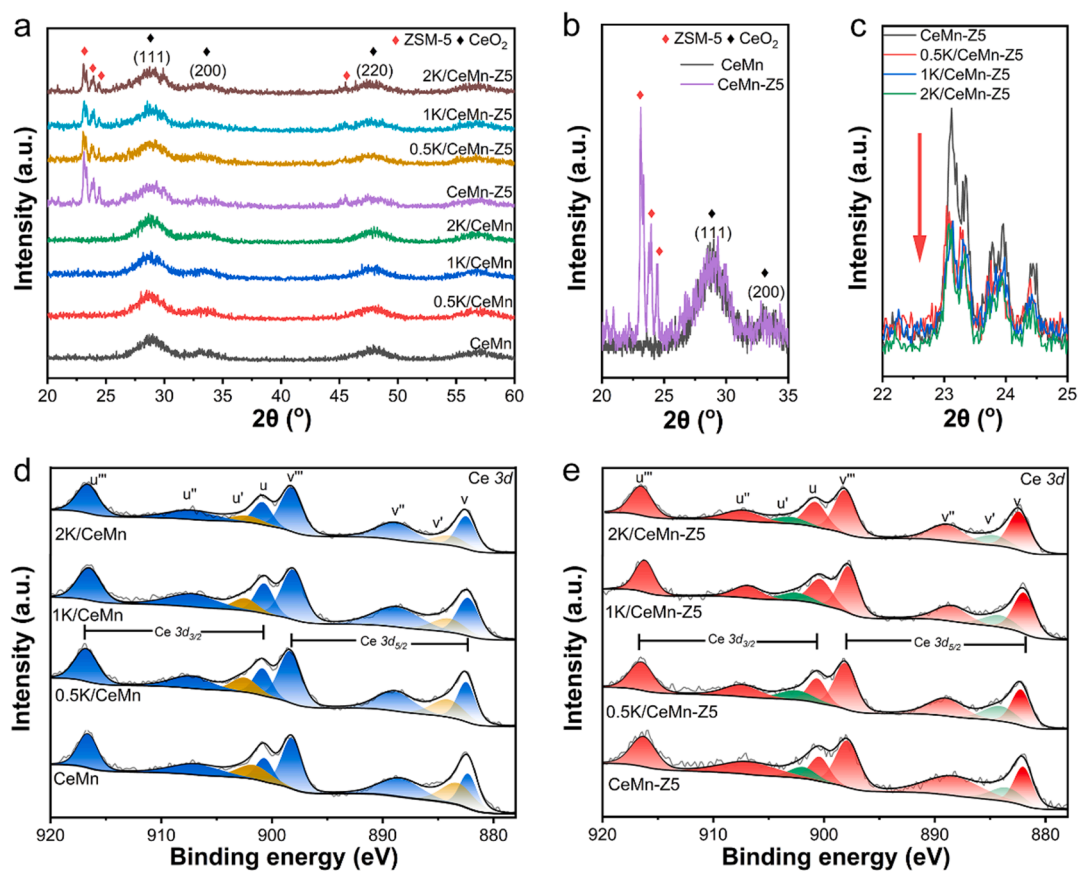 a
ZSM-5 CeO2
(111)
(200)
(220)
2K/CeMn-Z5
1K/CeMn-Z5
0.5K/CeMn-Z5
CeMn-Z5
2K/CeMn
1K/CeMn
0.5K/CeMn
CeMn
Intensity (a.u.)
20 25 30 35 40 45 50 55 60
2θ (°)
b
ZSM-5 CeO2
CeMn
CeMn-Z5
(111)
(200)
Intensity (a.u.)
20 25 30 35
2θ (°)
c
CeMn-Z5
0.5K/CeMn-Z5
1K/CeMn-Z5
2K/CeMn-Z5
Intensity (a.u.)
22 23 24 25
2θ (°)
d
Ce 3d
u''' u'' u' u v''' v'' v' v
2K/CeMn
1K/CeMn
Ce 3d3/2 Ce 3d5/2
0.5K/CeMn
CeMn
Intensity (a.u.)
920 910 900 890 880
Binding energy (eV)
e
Ce 3d
u''' u'' u' u v''' v'' v' v
2K/CeMn-Z5
1K/CeMn-Z5
Ce 3d3/2 Ce 3d5/2
0.5K/CeMn-Z5
CeMn-Z5
Intensity (a.u.)
920 910 900 890 880
Binding energy (eV)